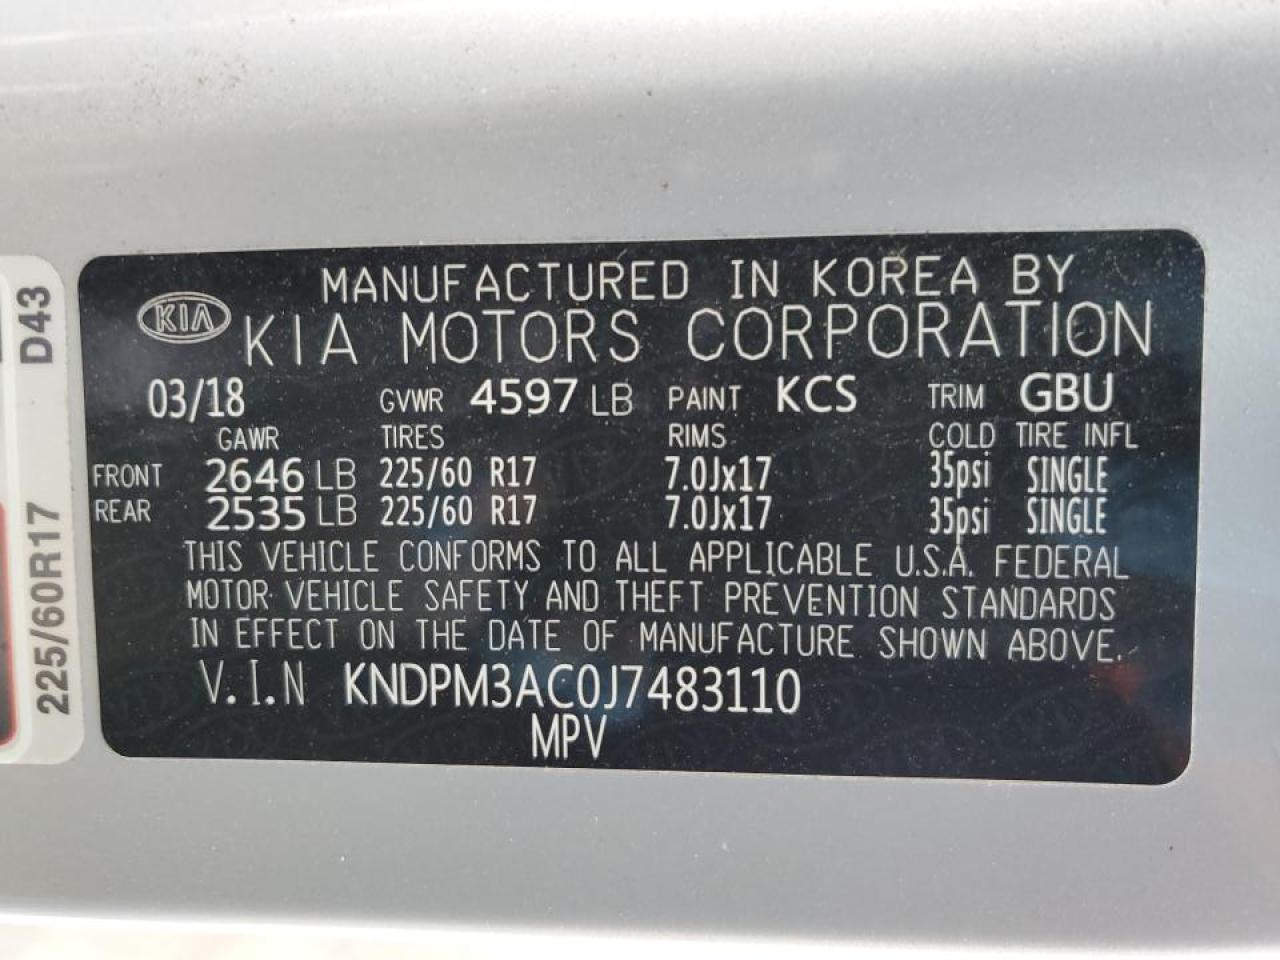 MANUFACTURED IN KOREA BY
KIA
KIA MOTORS CORPORATION
03/18 GVWR 4597 LB PAINT KCS TRIM GBU
GAWR TIRES RIMS COLD TIRE INFL
FRONT 2646 LB 225/60 R17 7.0Jx17 35psi SINGLE
REAR 2535 LB 225/60 R17 7.0Jx17 35psi SINGLE
THIS VEHICLE CONFORMS TO ALL APPLICABLE U.S.A. FEDERAL
MOTOR VEHICLE SAFETY AND THEFT PREVENTION STANDARDS
IN EFFECT ON THE DATE OF MANUFACTURE SHOWN ABOVE.
V.I.N KNDPM3AC0J7483110
MPV
225/60R17 D43